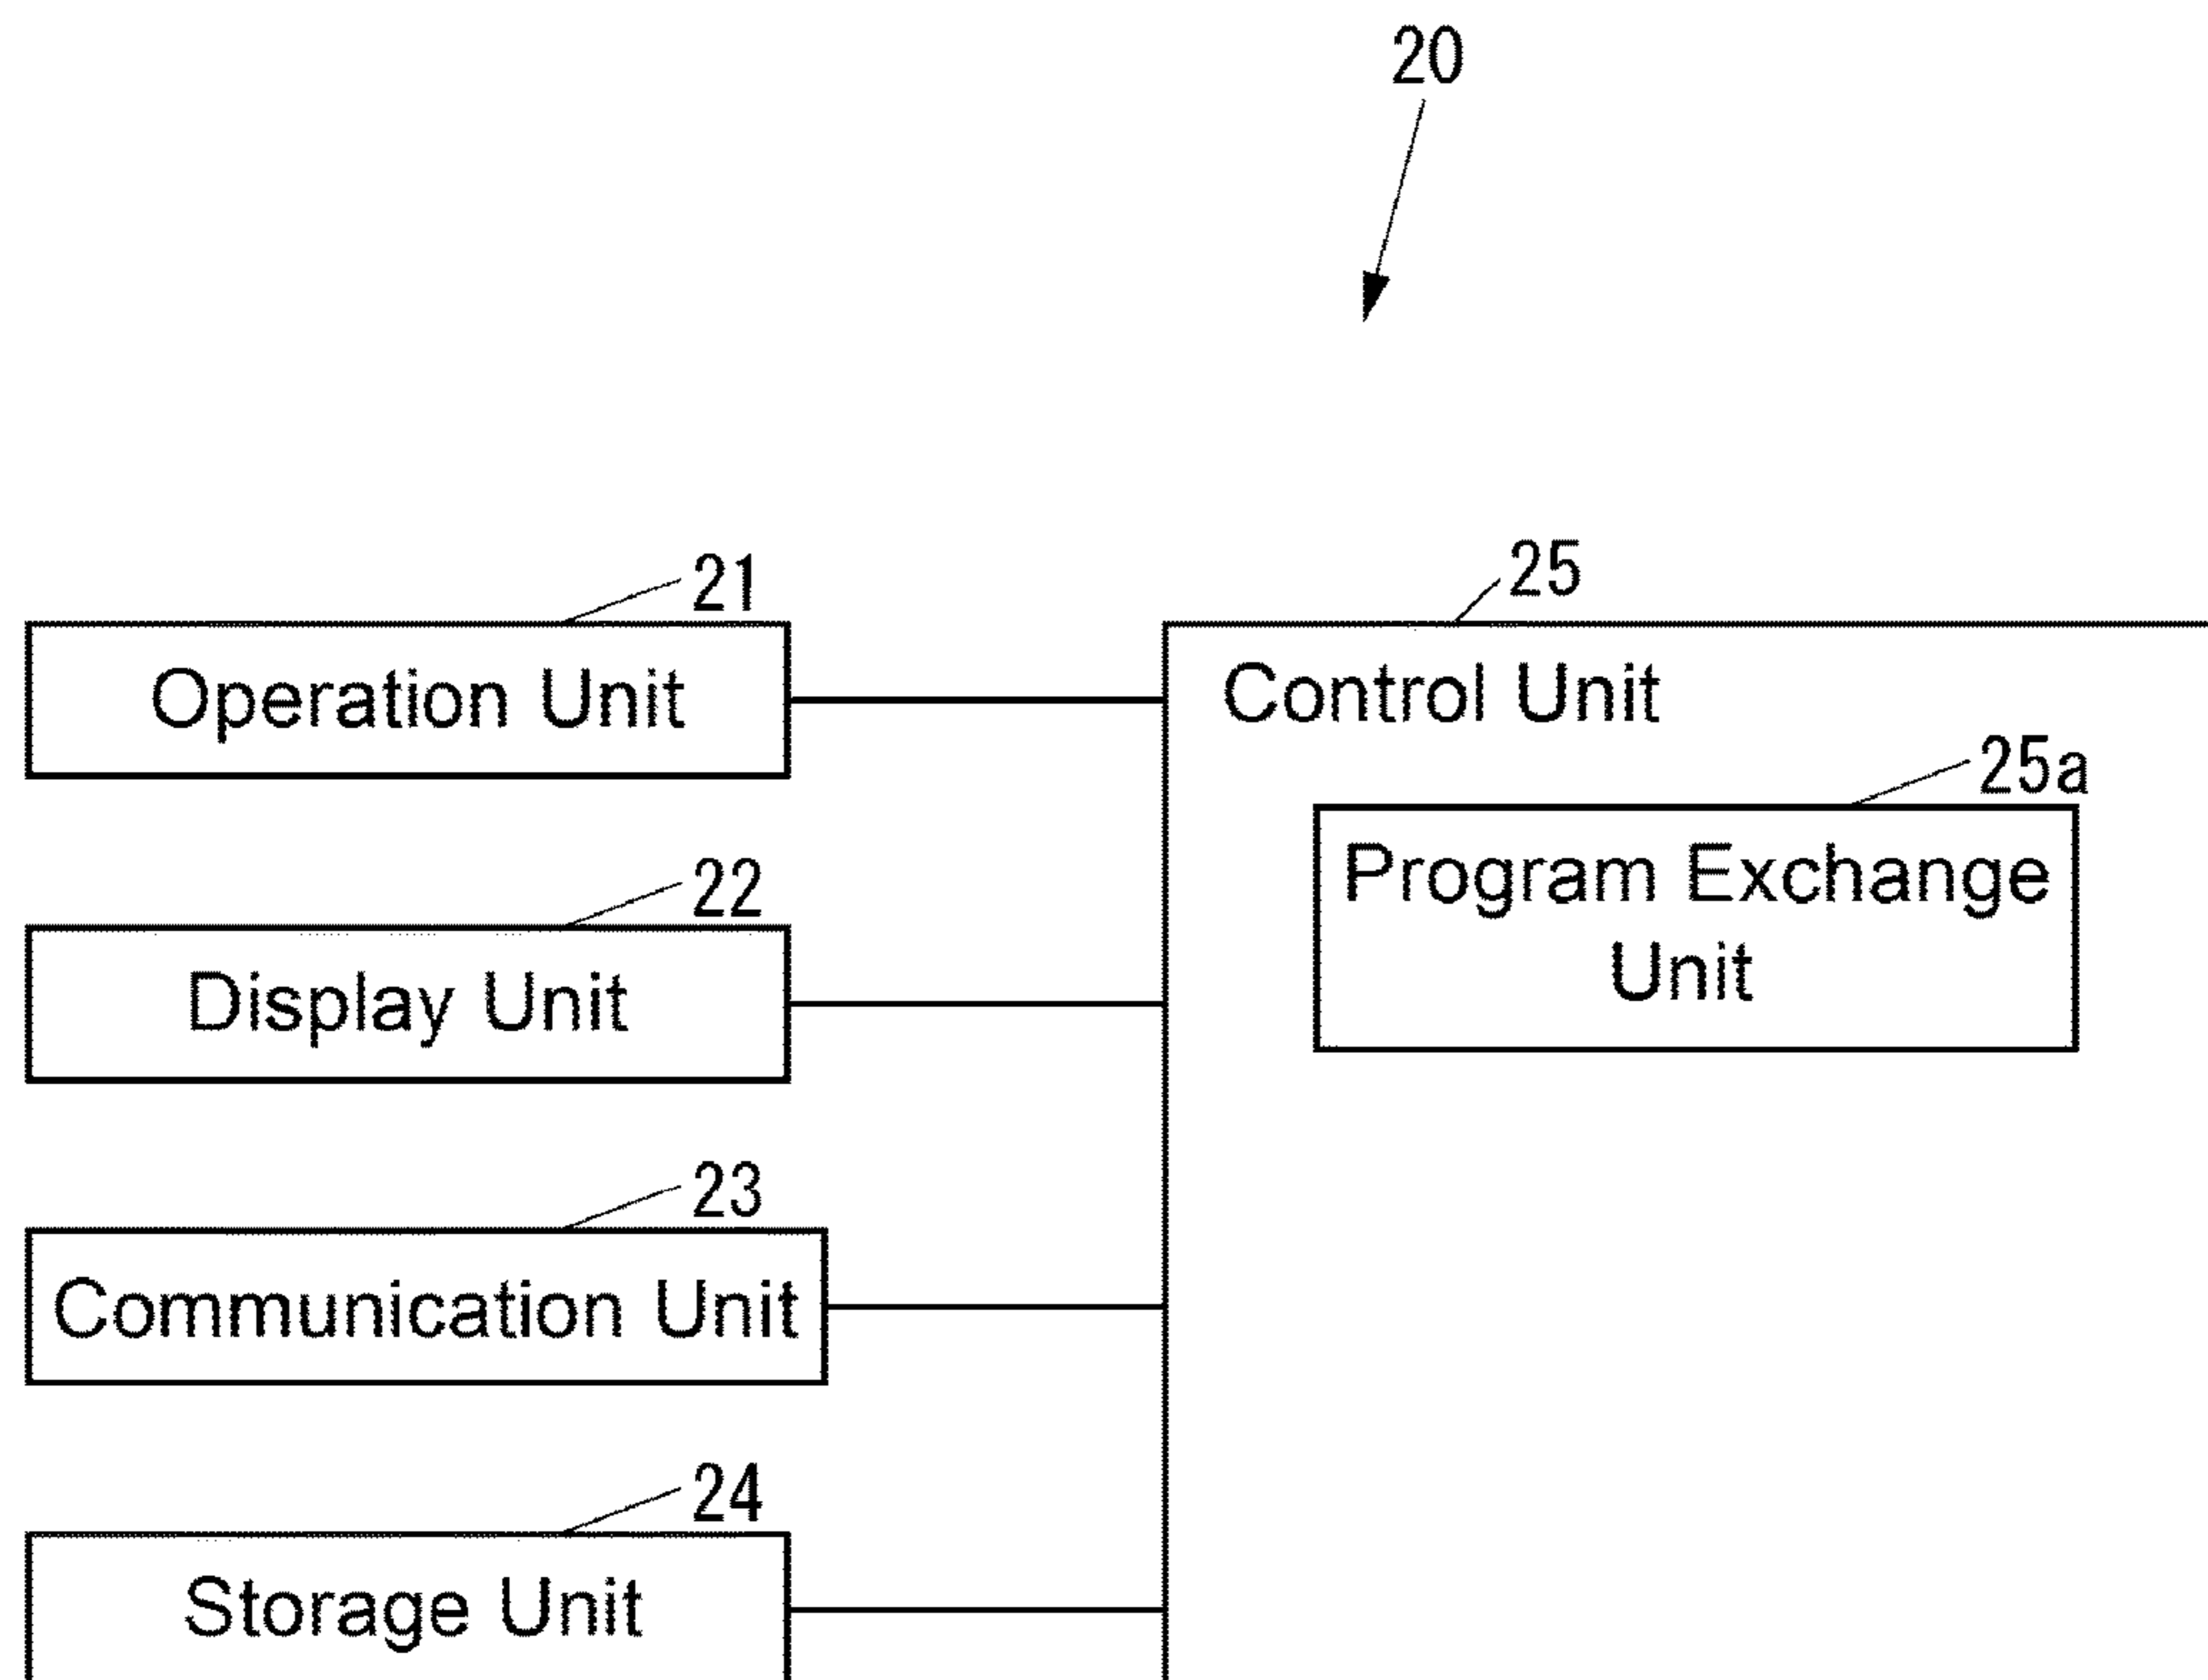 20
21
Operation Unit
22
Display Unit
23
Communication Unit
24
Storage Unit
25
Control Unit
25a
Program Exchange
Unit